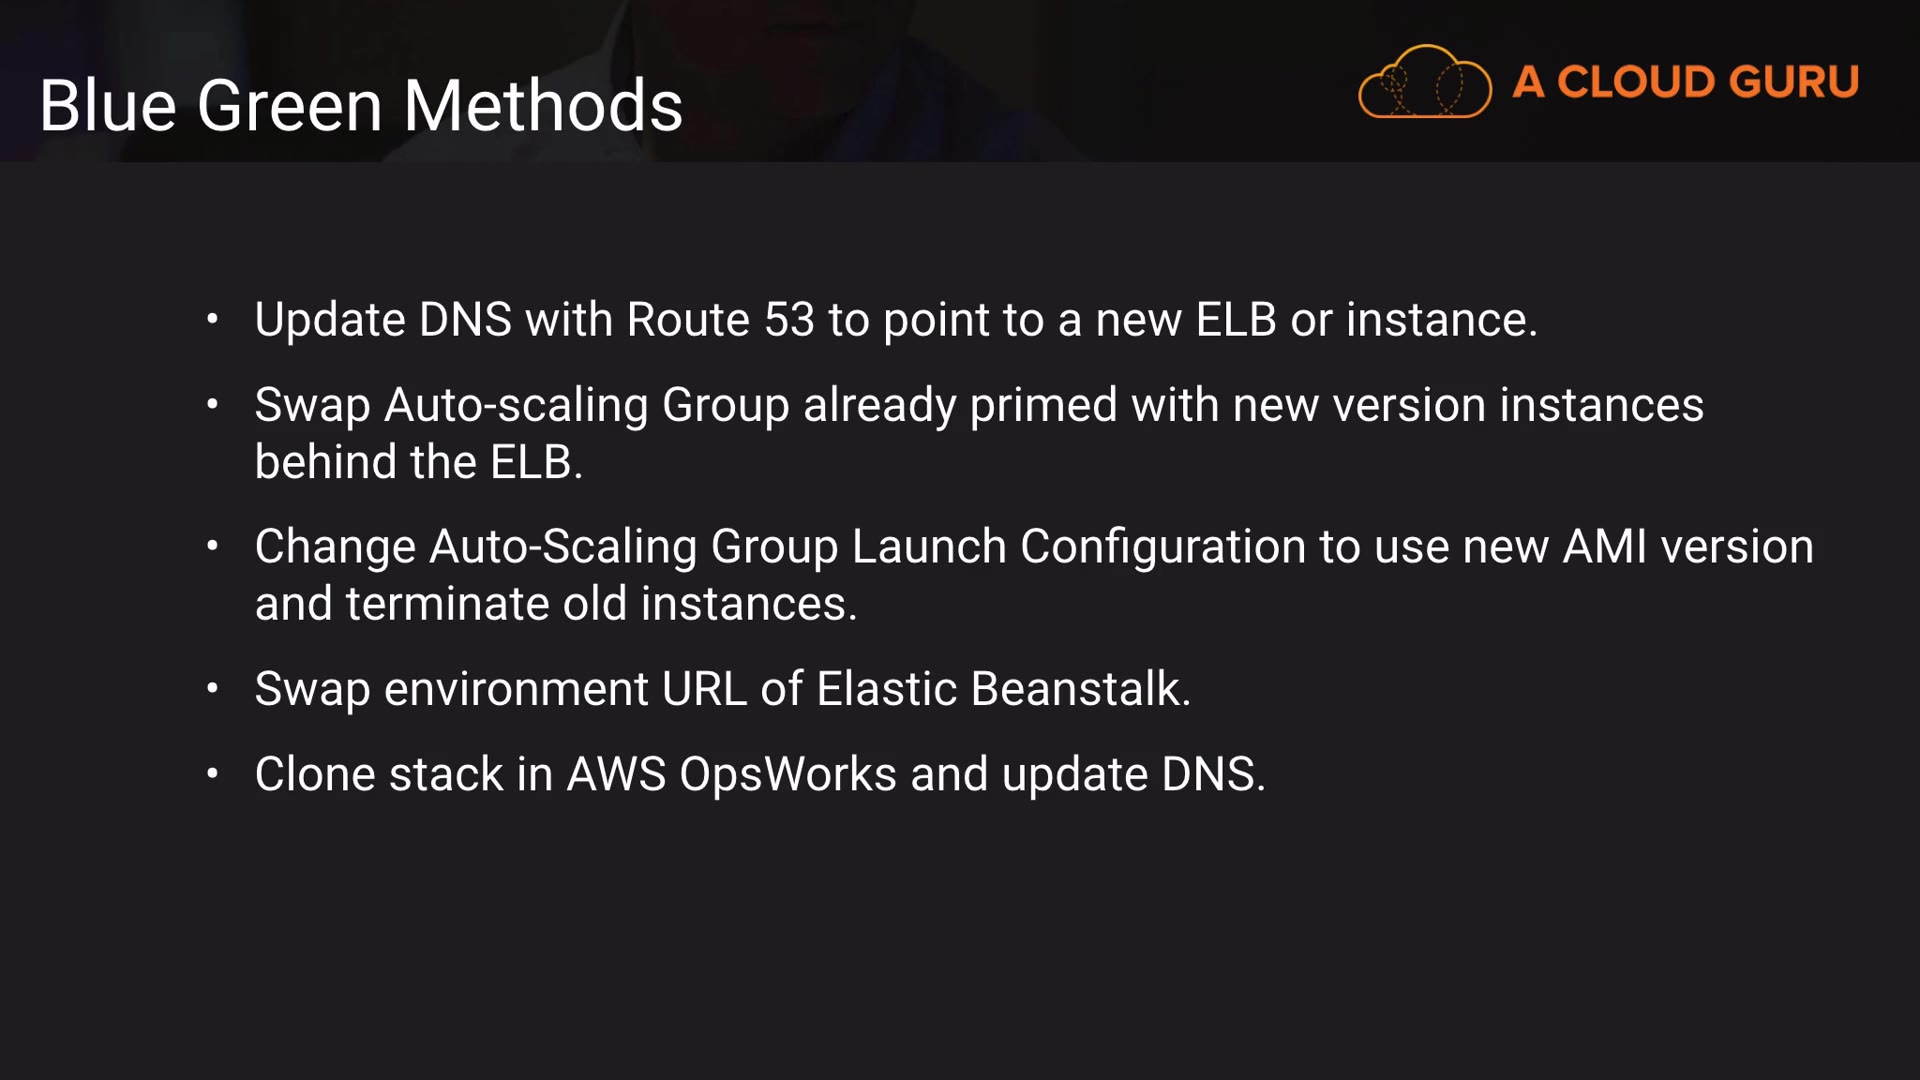 Blue Green Methods
A CLOUD GURU
• Update DNS with Route 53 to point to a new ELB or instance.
• Swap Auto-scaling Group already primed with new version instances
behind the ELB.
• Change Auto-Scaling Group Launch Configuration to use new AMI version
and terminate old instances.
• Swap environment URL of Elastic Beanstalk.
• Clone stack in AWS OpsWorks and update DNS.